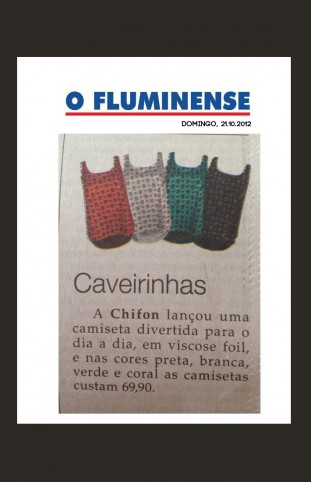 O FLUMINENSE
DOMINGO, 21.10.2012
Caveirinhas
A Chifon lançou uma
camiseta divertida para o
dia a dia, em viscose foil,
e nas cores preta, branca,
verde e coral as camisetas
custam 69,90.